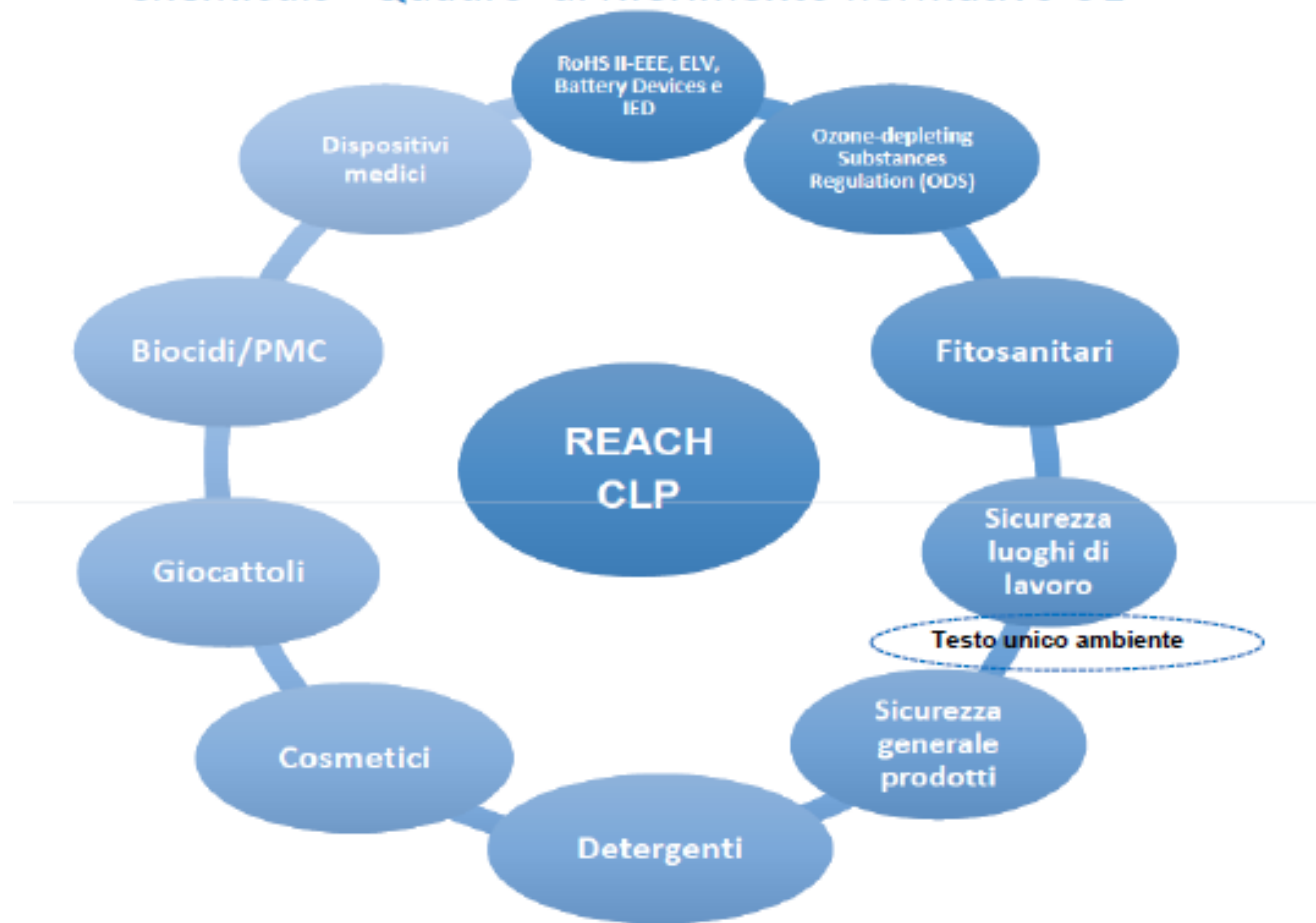 RoHS II-EEE, ELV,
Battery Devices e
IED
Ozone-depleting
Substances
Regulation (ODS)
Dispositivi
medici
Biocidi/PMC
Fitosanitari
REACH
CLP
Sicurezza
luoghi di
lavoro
Giocattoli
Testo unico ambiente
Sicurezza
generale
prodotti
Cosmetici
Detergenti